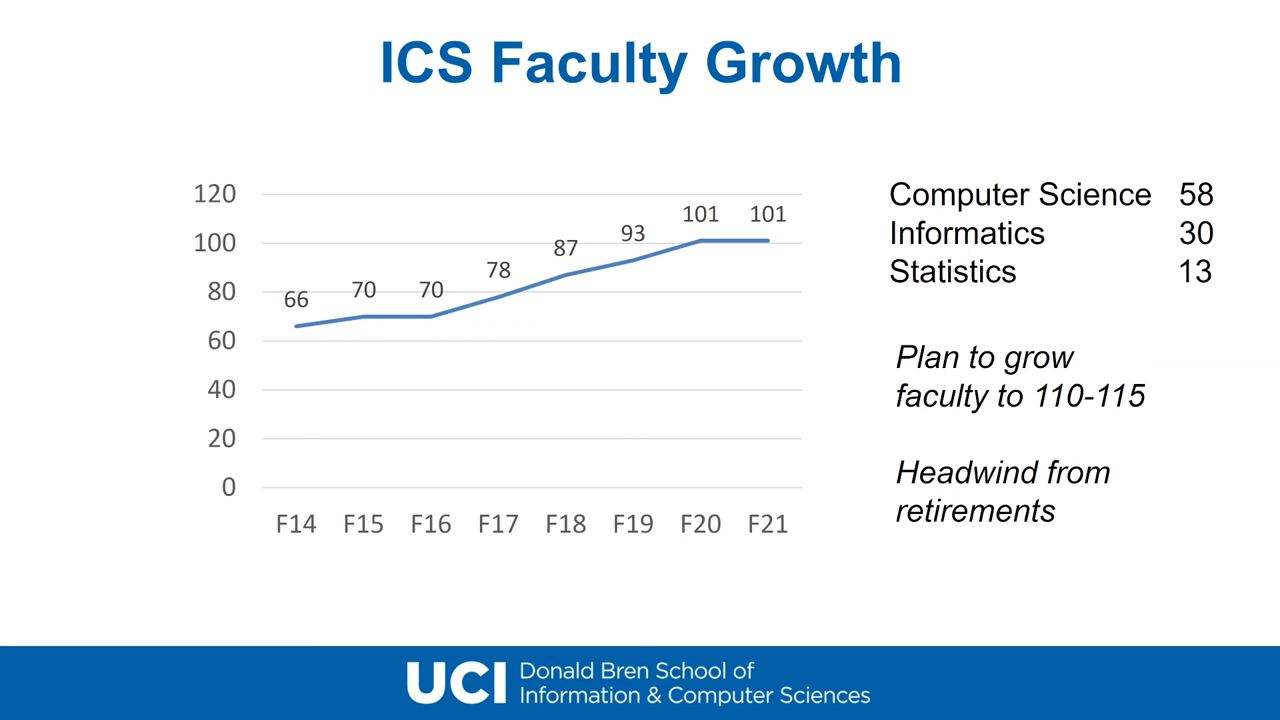 ICS Faculty Growth
120
100
80
60
40
20
0
66
70
70
78
87
93
101
101
F14 F15 F16 F17 F18 F19 F20 F21
Computer Science 58
Informatics 30
Statistics 13
Plan to grow
faculty to 110-115
Headwind from
retirements
UCI
Donald Bren School of
Information & Computer Sciences